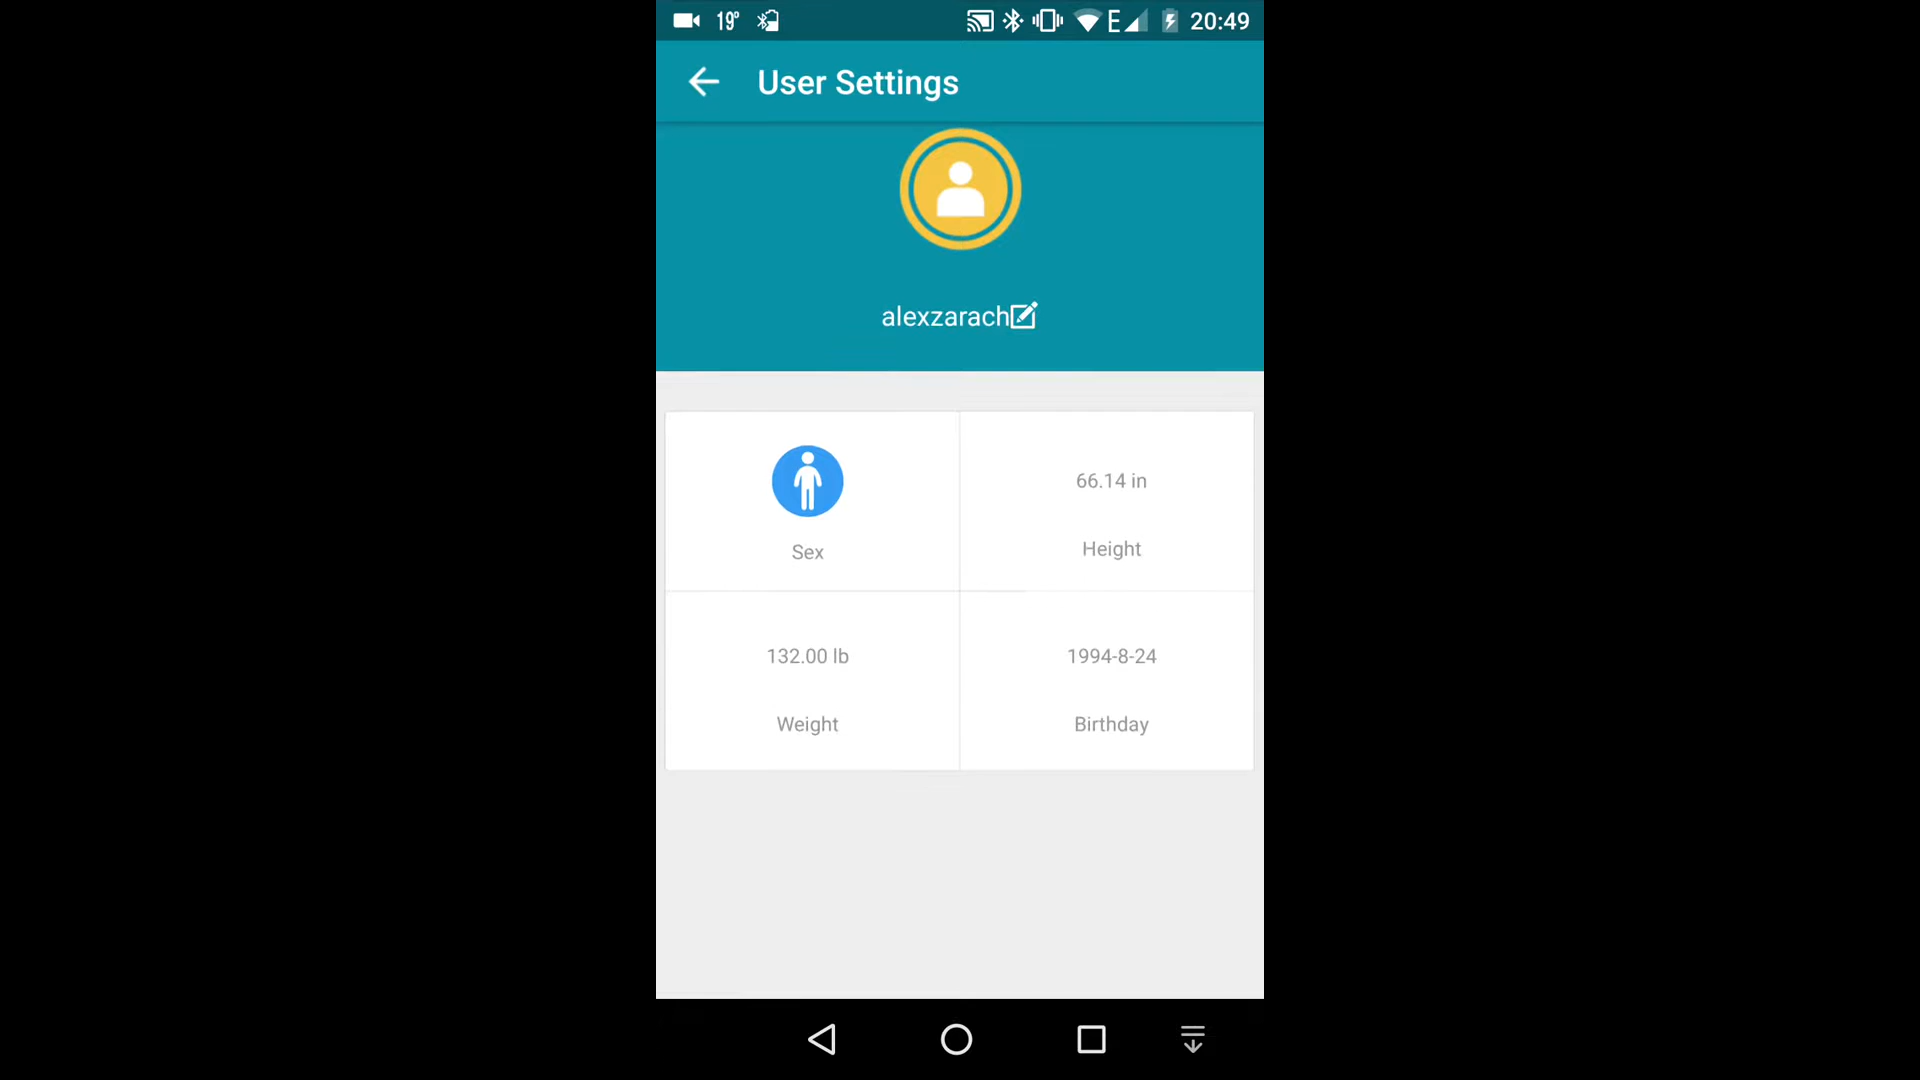 19° E 20:49
User Settings
alexzarach
66.14 in
Sex
Height
132.00 lb
1994-8-24
Weight
Birthday